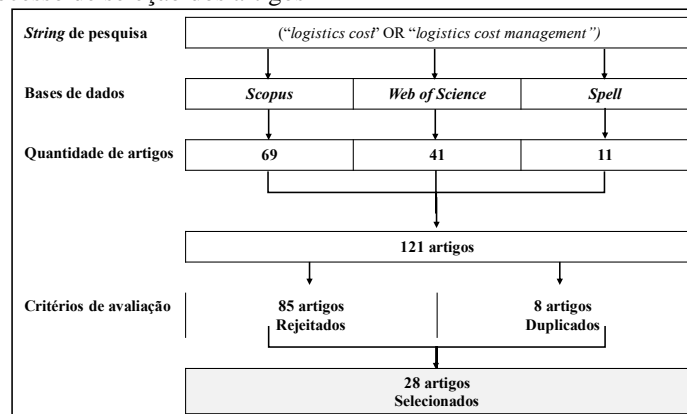 String de pesquisa
("logistics cost" OR "logistics cost management")
Bases de dados
Scopus
Web of Science
Spell
Quantidade de artigos
69
41
11
121 artigos
Critérios de avaliação
85 artigos
Rejeitados
8 artigos
Duplicados
28 artigos
Selecionados